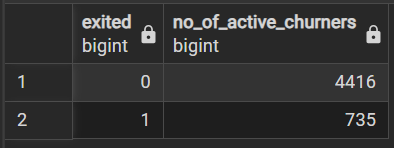 exited no_of_active_churners
bigint bigint
1 0 4416
2 1 735